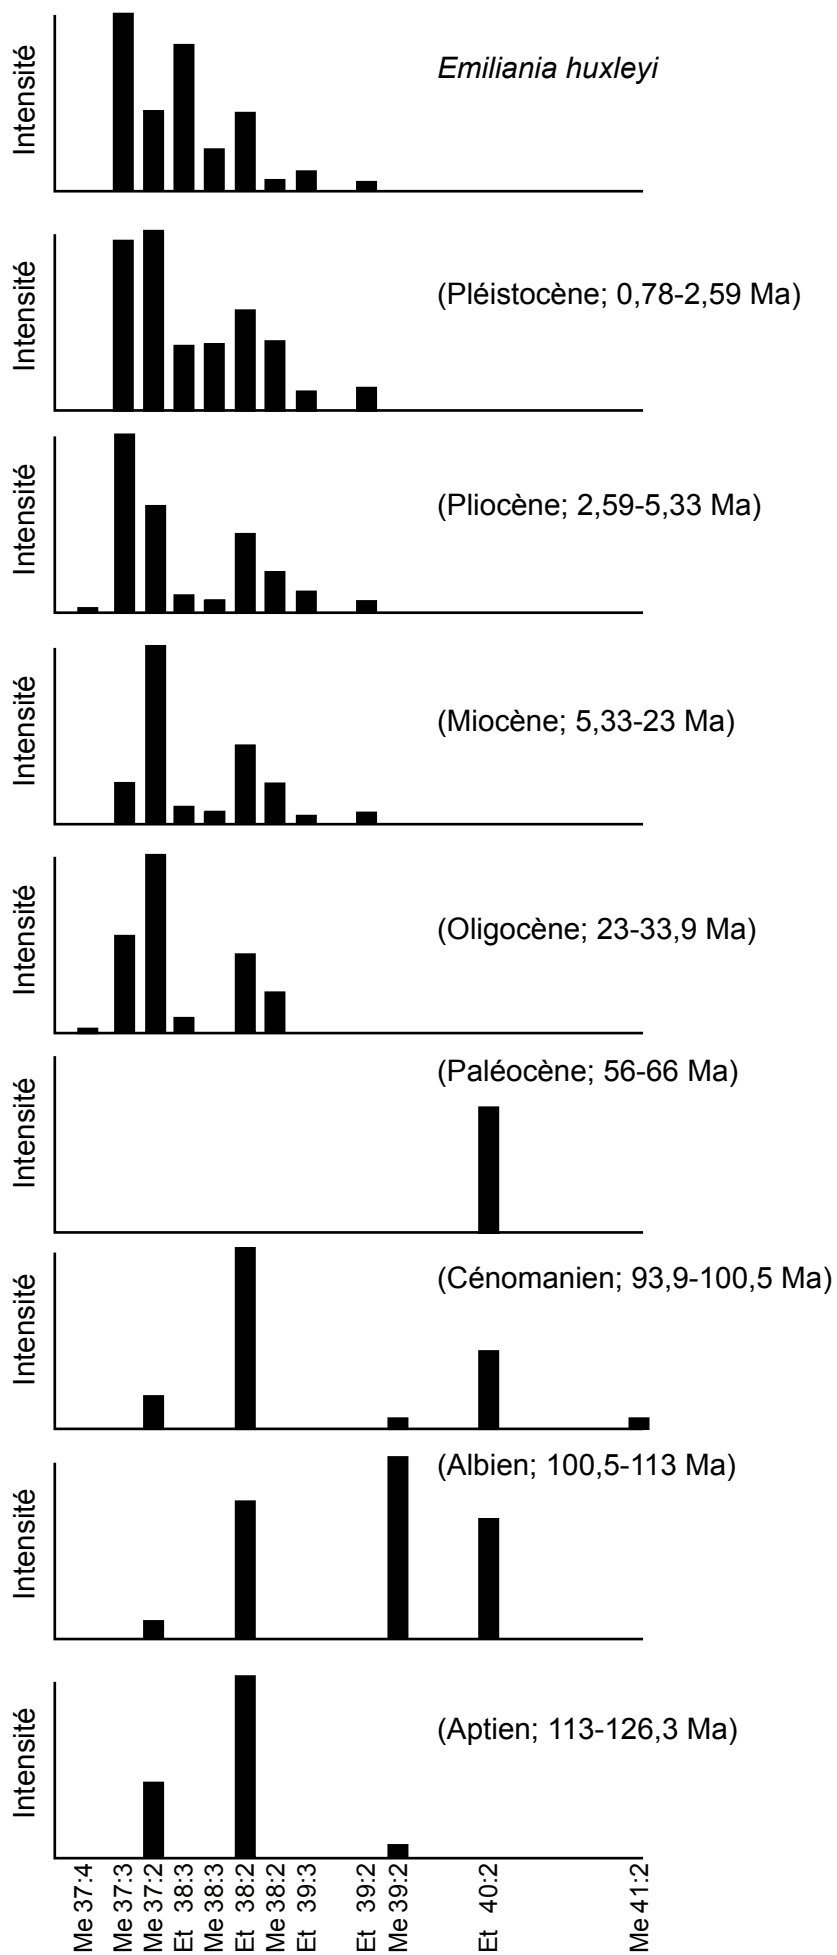 Intensité
Emiliania huxleyi
Intensité
(Pléistocène; 0,78-2,59 Ma)
Intensité
(Pliocène; 2,59-5,33 Ma)
Intensité
(Miocène; 5,33-23 Ma)
Intensité
(Oligocène; 23-33,9 Ma)
Intensité
(Paléocène; 56-66 Ma)
Intensité
(Cénomanien; 93,9-100,5 Ma)
Intensité
(Albien; 100,5-113 Ma)
Intensité
(Aptien; 113-126,3 Ma)
Me 37:4
Me 37:3
Me 37:2
Et 38:3
Me 38:3
Et 38:2
Me 38:2
Et 39:3
Et 39:2
Me 39:2
Et 40:2
Me 41:2